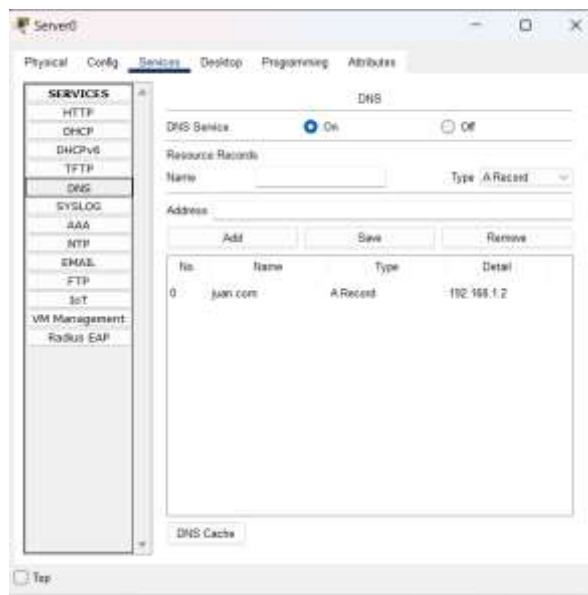 Server0
Physical Config Services Desktop Programming Attributes
SERVICES
HTTP
DHCP
DHCPv6
TFTP
DNS
SYSLOG
AAA
NTP
EMAIL
FTP
IoT
VM Management
Radius EAP
DNS
DNS Service On Off
Resource Records
Name Type A Record
Address
Add Save Remove
No. Name Type Detail
0 juan.com A Record 192.168.1.2
DNS Cache
Top